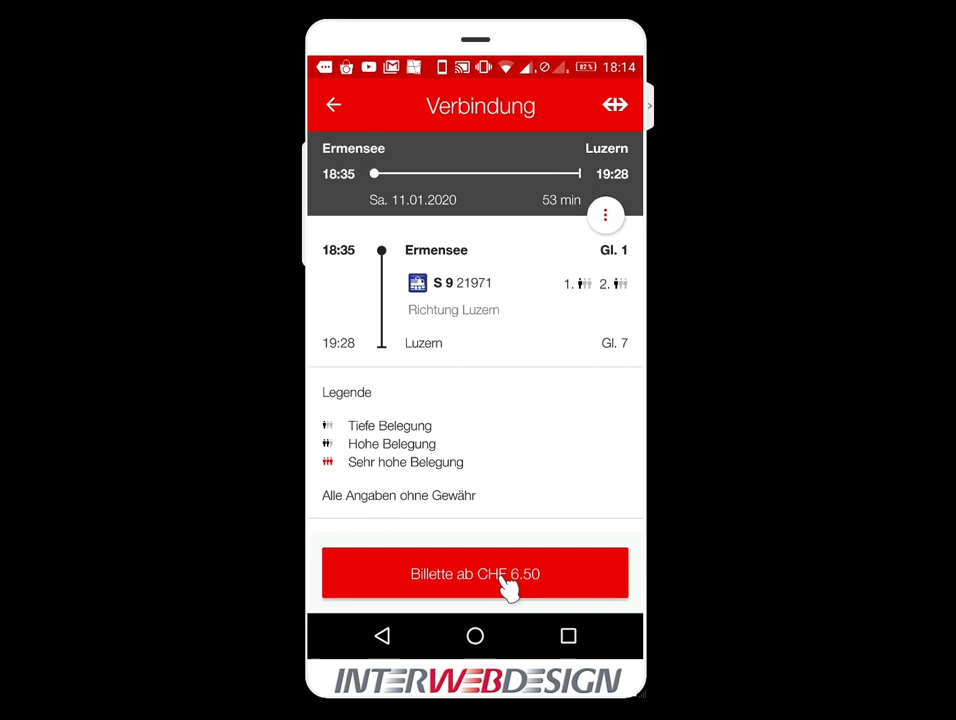 82% 18:14
Verbindung
Ermensee Luzern
18:35 19:28
Sa. 11.01.2020 53 min
18:35 Ermensee Gl. 1
S 9 21971 1. 2.
Richtung Luzern
19:28 Luzern Gl. 7
Legende
Tiefe Belegung
Hohe Belegung
Sehr hohe Belegung
Alle Angaben ohne Gewähr
Billette ab CHF 6.50
INTERWEBDESIGN